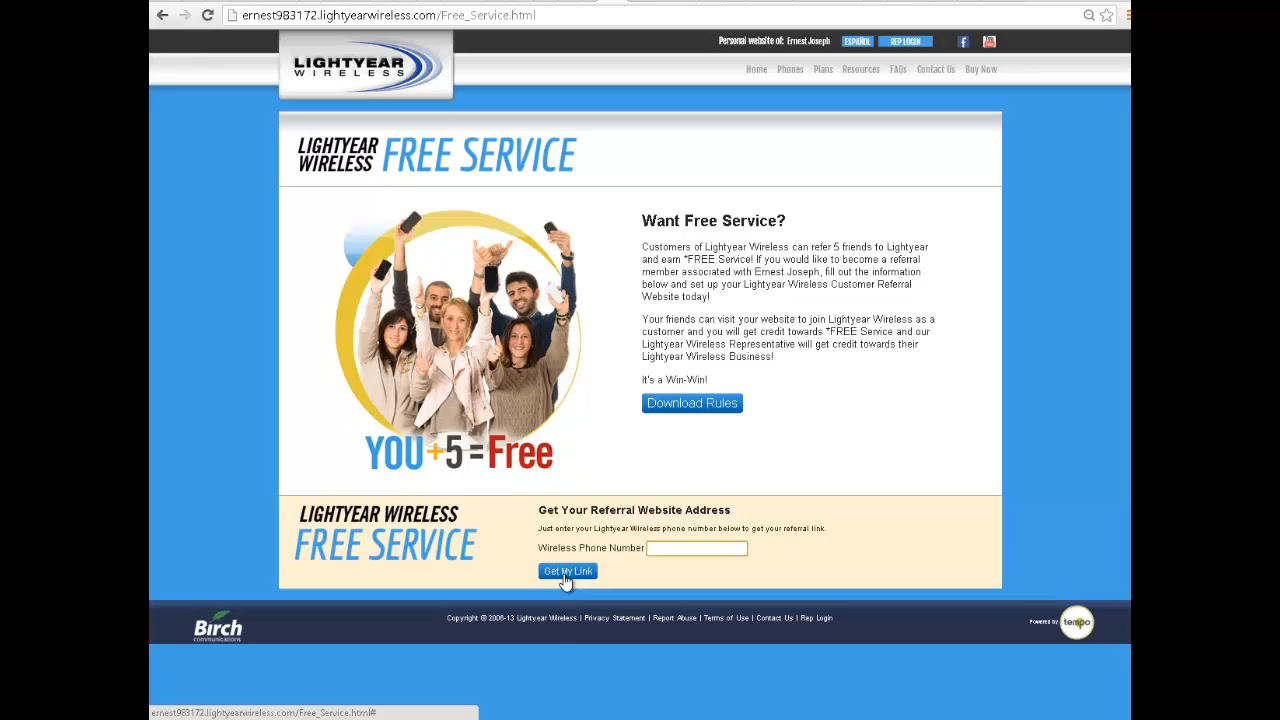 ernest983172.lightyearwireless.com/Free_Service.html
Personal website of: Ernest Joseph ESPAÑOL REP LOGIN
LIGHTYEAR
WIRELESS
Home Phones Plans Resources FAQs Contact Us Buy Now
LIGHTYEAR
WIRELESS FREE SERVICE
Want Free Service?
Customers of Lightyear Wireless can refer 5 friends to Lightyear
and earn *FREE Service! If you would like to become a referral
member associated with Ernest Joseph, fill out the information
below and set up your Lightyear Wireless Customer Referral
Website today!
Your friends can visit your website to join Lightyear Wireless as a
customer and you will get credit towards *FREE Service and our
Lightyear Wireless Representative will get credit towards their
Lightyear Wireless Business!
It's a Win-Win!
Download Rules
YOU+5=Free
LIGHTYEAR WIRELESS
FREE SERVICE
Get Your Referral Website Address
Just enter your Lightyear Wireless phone number below to get your referral link.
Wireless Phone Number
Get My Link
Birch
communications
Copyright © 2006-13 Lightyear Wireless | Privacy Statement | Report Abuse | Terms of Use | Contact Us | Rep Login
Powered by tempo
ernest983172.lightyearwireless.com/Free_Service.html#